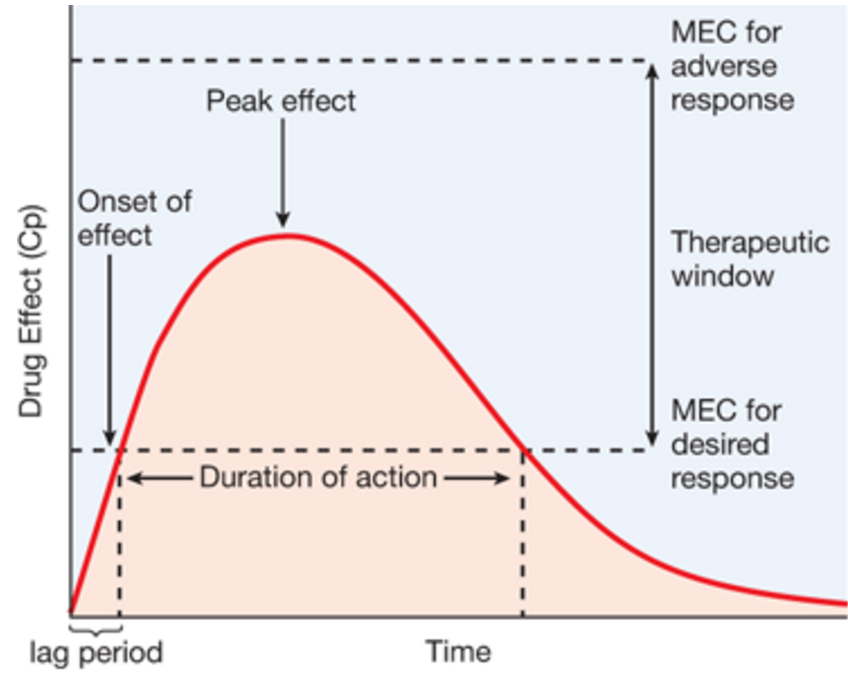 MEC for
adverse
response
Peak effect
Onset of
effect
Therapeutic
window
Drug Effect (Cp)
MEC for
desired
response
Duration of action
lag period
Time